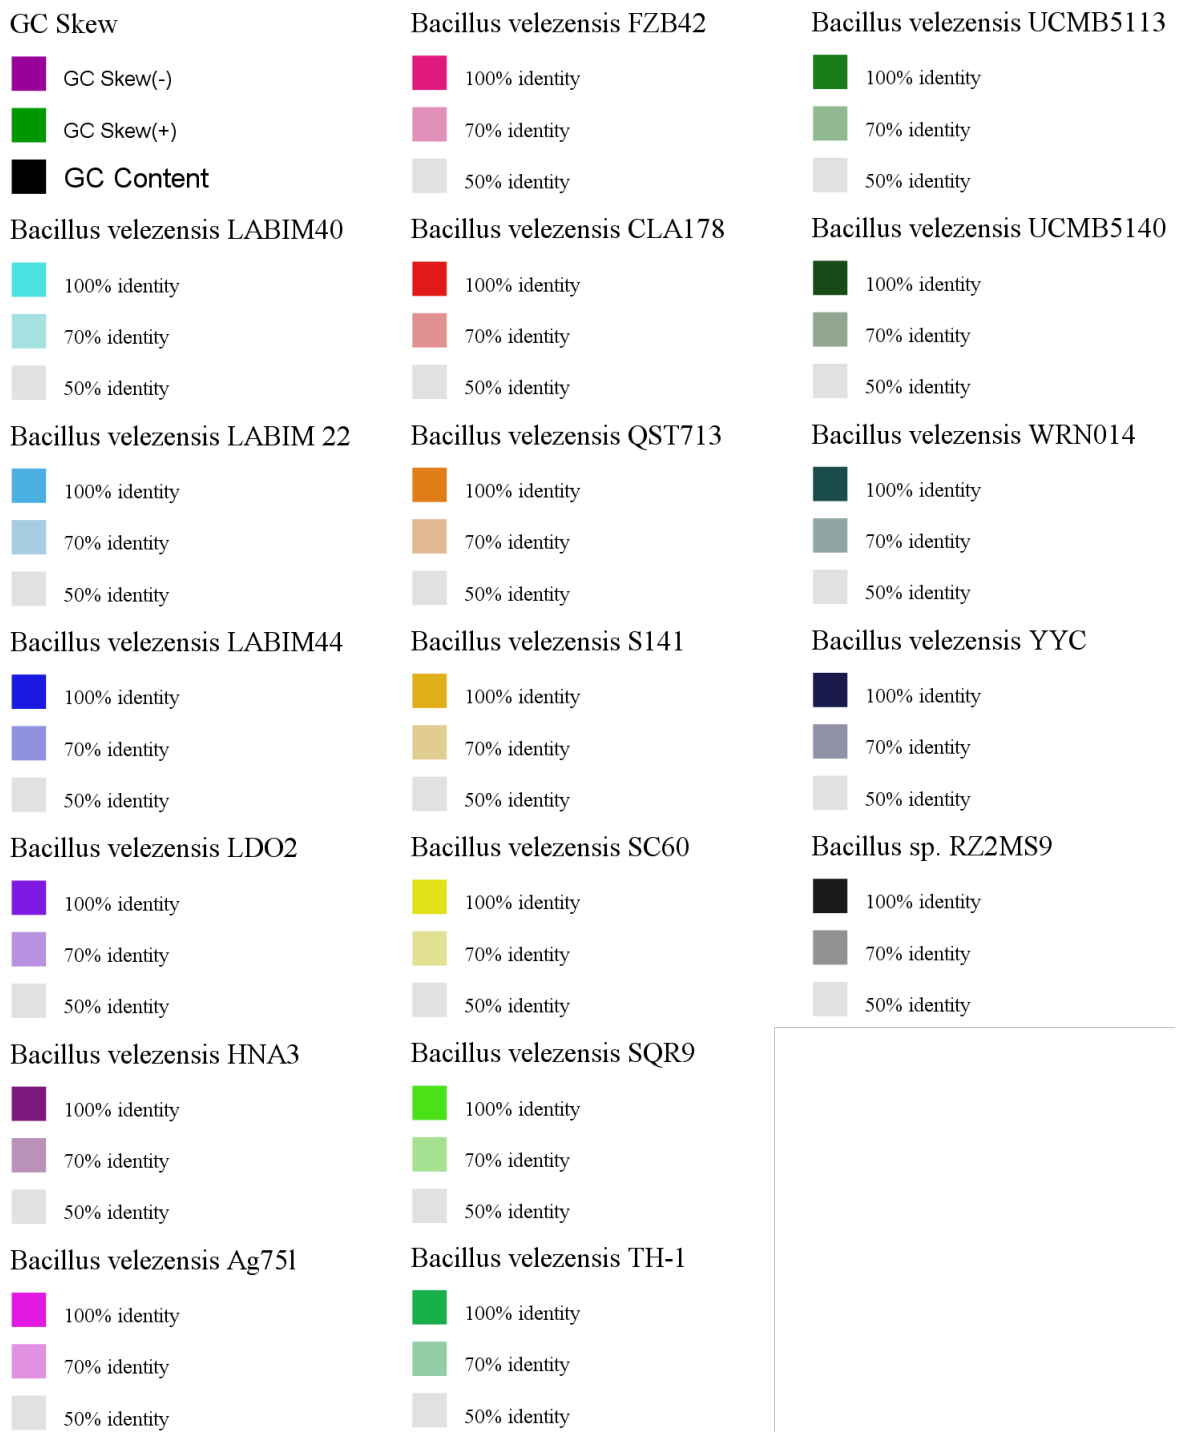 GC Skew
GC Skew(-)
GC Skew(+)
GC Content
Bacillus velezensis LABIM40
100% identity
70% identity
50% identity
Bacillus velezensis LABIM 22
100% identity
70% identity
50% identity
Bacillus velezensis LABIM44
100% identity
70% identity
50% identity
Bacillus velezensis LDO2
100% identity
70% identity
50% identity
Bacillus velezensis HNA3
100% identity
70% identity
50% identity
Bacillus velezensis Ag75l
100% identity
70% identity
50% identity
Bacillus velezensis FZB42
100% identity
70% identity
50% identity
Bacillus velezensis CLA178
100% identity
70% identity
50% identity
Bacillus velezensis QST713
100% identity
70% identity
50% identity
Bacillus velezensis S141
100% identity
70% identity
50% identity
Bacillus velezensis SC60
100% identity
70% identity
50% identity
Bacillus velezensis SQR9
100% identity
70% identity
50% identity
Bacillus velezensis TH-1
100% identity
70% identity
50% identity
Bacillus velezensis UCMB5113
100% identity
70% identity
50% identity
Bacillus velezensis UCMB5140
100% identity
70% identity
50% identity
Bacillus velezensis WRN014
100% identity
70% identity
50% identity
Bacillus velezensis YYC
100% identity
70% identity
50% identity
Bacillus sp. RZ2MS9
100% identity
70% identity
50% identity